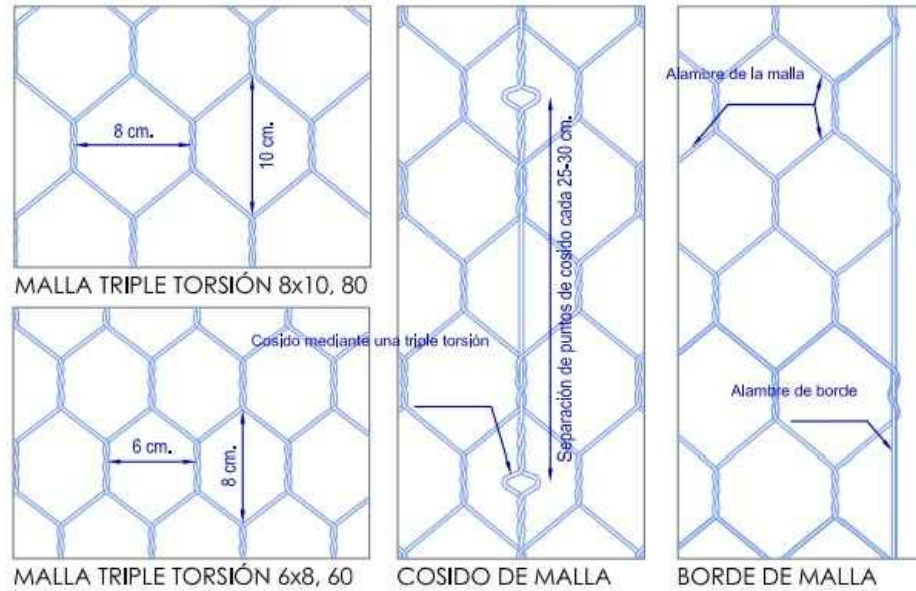 8 cm.
10 cm.
MALLA TRIPLE TORSIÓN 8x10, 80
6 cm.
8 cm.
MALLA TRIPLE TORSIÓN 6x8, 60
Cosido mediante una triple torsión
Separación de puntos de cosido cada 25-30 cm.
COSIDO DE MALLA
Alambre de la malla
Alambre de borde
BORDE DE MALLA